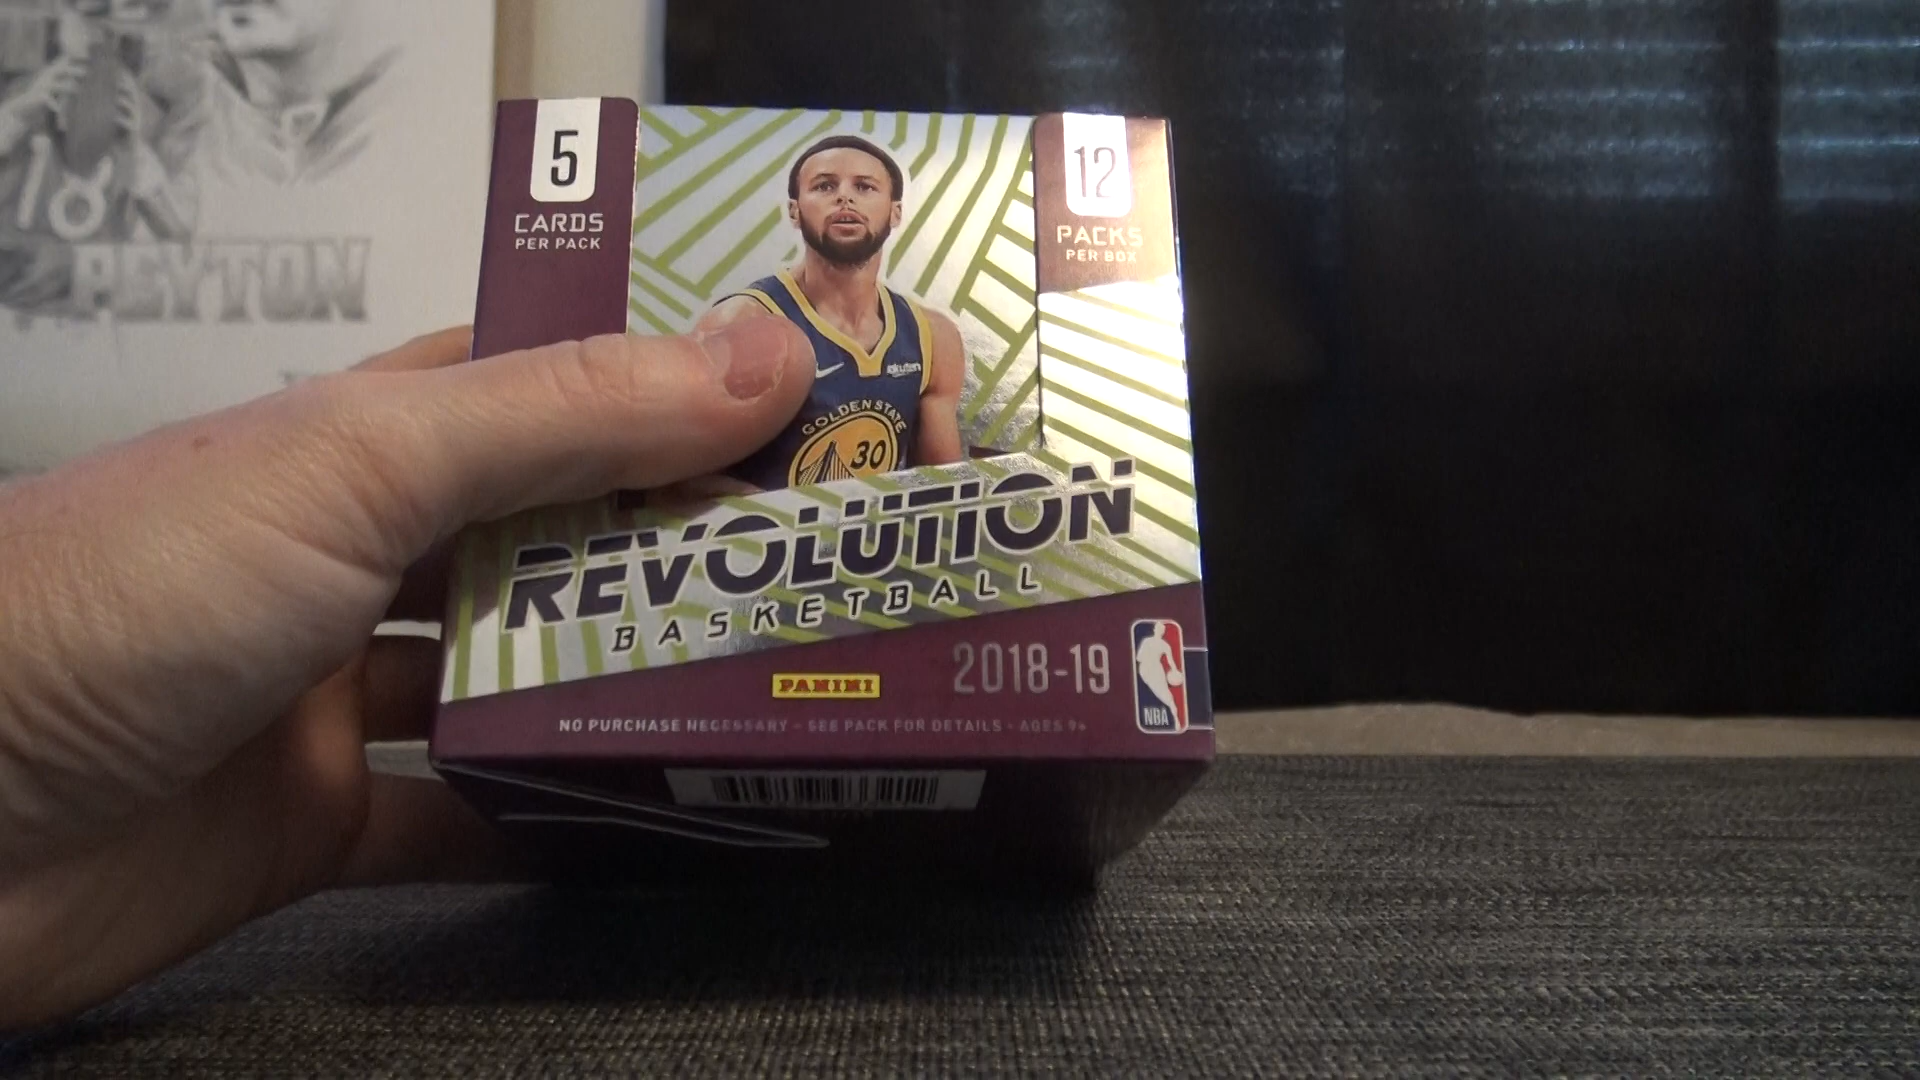 5
CARDS
PER PACK
12
PACKS
PER BOX
18
PEYTON
Rakuten
GOLDEN STATE
30
REVOLUTION
BASKETBALL
2018-19
PANINI
NBA
NO PURCHASE NECESSARY - SEE PACK FOR DETAILS - AGES 9+